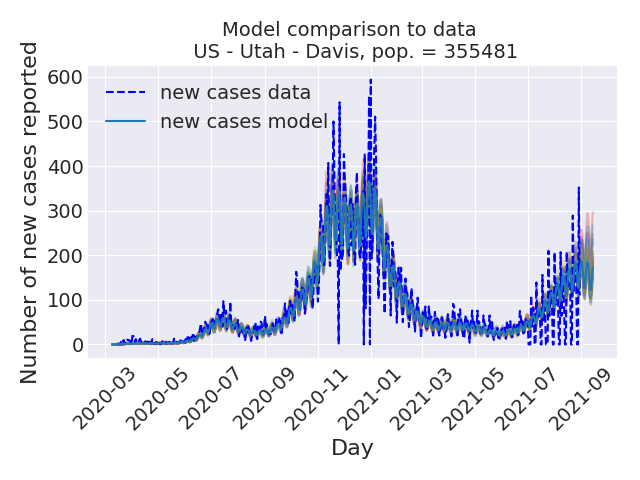 Model comparison to data
US - Utah - Davis, pop. = 355481
Number of new cases reported
600
500
400
300
200
100
0
new cases data
new cases model
2020-03
2020-05
2020-07
2020-09
2020-11
2021-01
2021-03
2021-05
2021-07
2021-09
Day